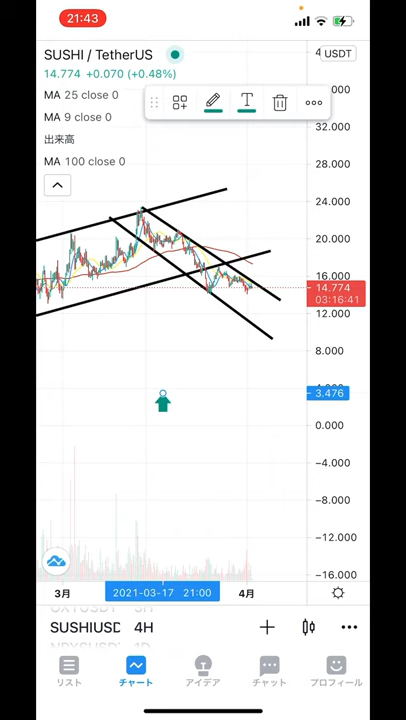 21:43
SUSHI / TetherUS
USDT
14.774 +0.070 (+0.48%)
MA 25 close 0
MA 9 close 0
出来高
MA 100 close 0
T
32.000
28.000
24.000
20.000
16.000
14.774
03:16:41
12.000
8.000
3.476
0.000
−4.000
−8.000
−12.000
−16.000
3月
2021-03-17 21:00
4月
SUSHIUSD 4H
リスト
チャート
アイデア
チャット
プロフィール